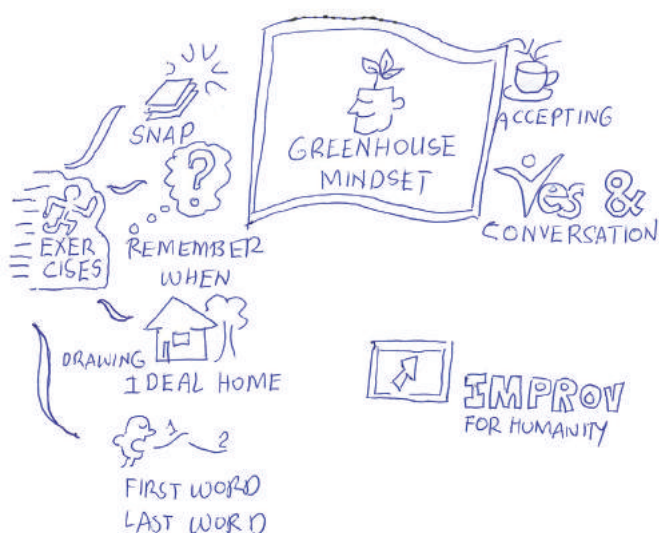 GREENHOUSE
MINDSET
ACCEPTING
Yes &
CONVERSATION
SNAP
?
EXER
CISES
REMEMBER
WHEN
DRAWING
IDEAL HOME
1 2
FIRST WORD
LAST WORD
IMPROV
FOR HUMANITY